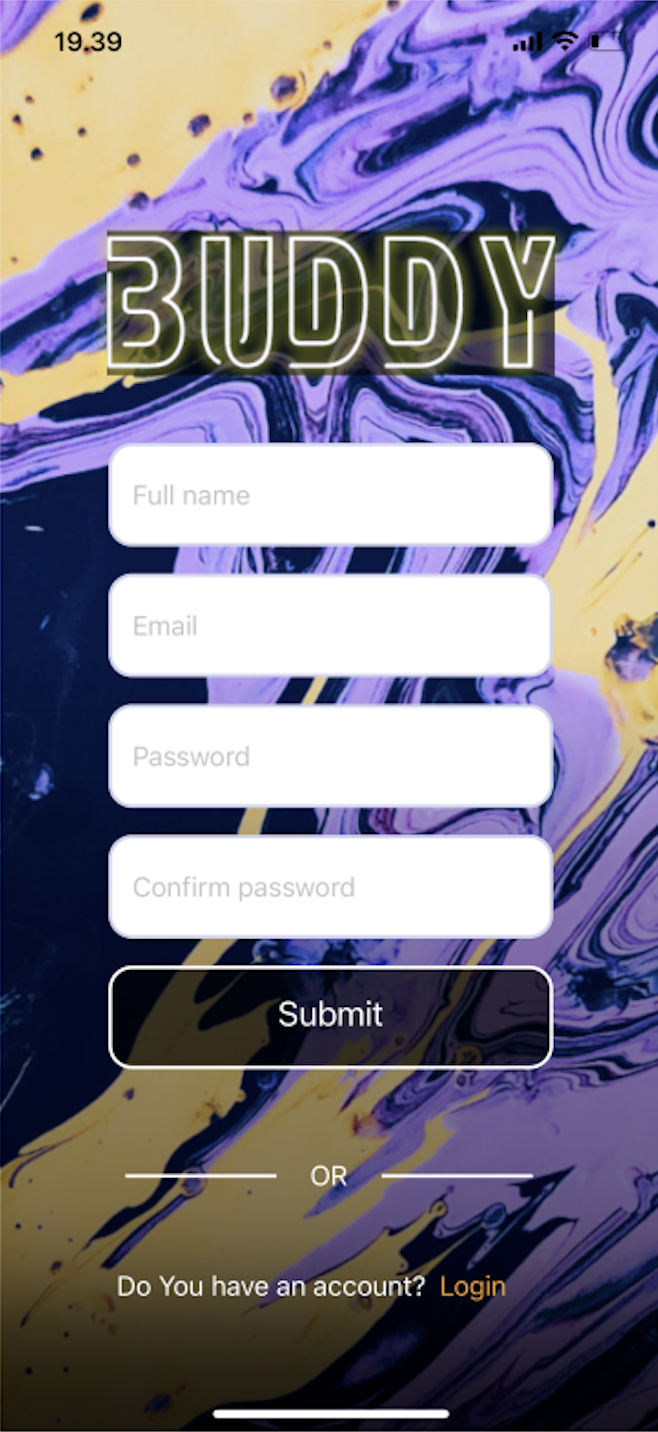 19.39
BUDDY
Full name
Email
Password
Confirm password
Submit
OR
Do You have an account? Login